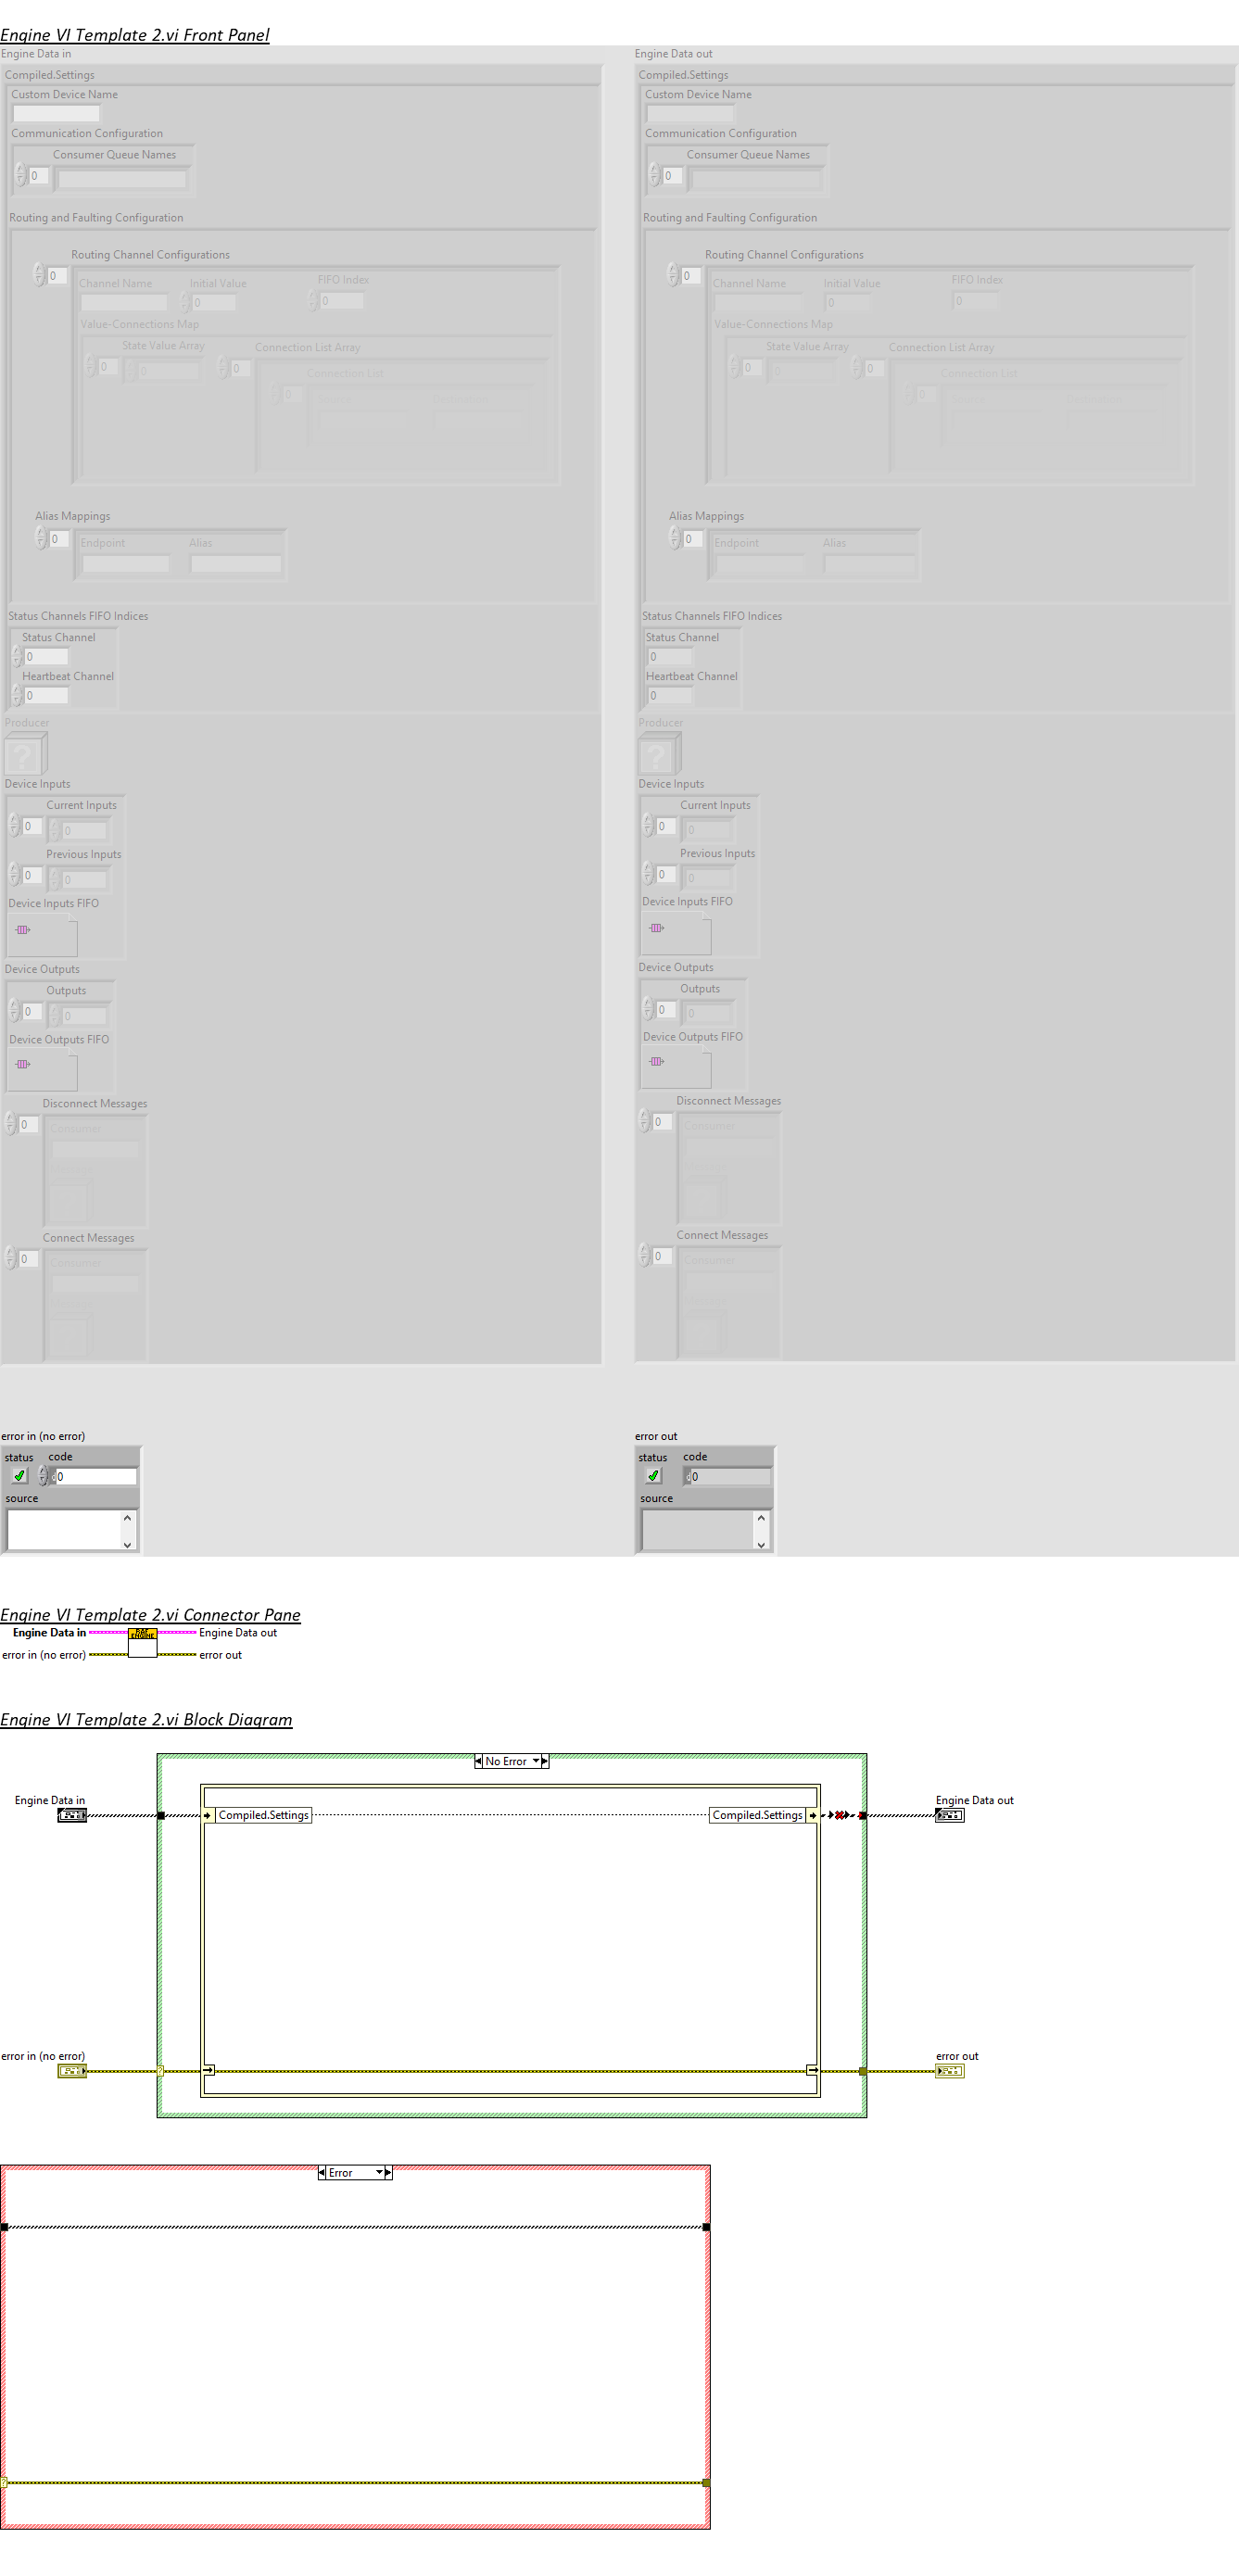 Engine VI Template 2.vi Front Panel
Engine Data in
Compiled.Settings
Custom Device Name
Communication Configuration
Consumer Queue Names
0
Routing and Faulting Configuration
Routing Channel Configurations
0
Channel Name Initial Value FIFO Index
0 0
Value-Connections Map
State Value Array Connection List Array
0 0 0
Connection List
0
Alias Mappings
0
Endpoint Alias
Status Channels FIFO Indices
Status Channel
0
Heartbeat Channel
0
Producer
?
Device Inputs
Current Inputs
0 0
Previous Inputs
0 0
Device Inputs FIFO
Device Outputs
Outputs
0 0
Device Outputs FIFO
Disconnect Messages
0
Consumer
Connect Messages
0
Consumer
error in (no error)
status code
0
source
Engine Data out
Compiled.Settings
Custom Device Name
Communication Configuration
Consumer Queue Names
0
Routing and Faulting Configuration
Routing Channel Configurations
0
Channel Name Initial Value FIFO Index
0 0
Value-Connections Map
State Value Array Connection List Array
0 0 0
Connection List
0
Alias Mappings
0
Endpoint Alias
Status Channels FIFO Indices
Status Channel
0
Heartbeat Channel
0
Producer
?
Device Inputs
Current Inputs
0 0
Previous Inputs
0 0
Device Inputs FIFO
Device Outputs
Outputs
0 0
Device Outputs FIFO
Disconnect Messages
0
Consumer
Connect Messages
0
Consumer
error out
status code
0
source
Engine VI Template 2.vi Connector Pane
Engine Data in ENGINE Engine Data out
error in (no error) error out
Engine VI Template 2.vi Block Diagram
No Error
Engine Data in Engine Data out
Compiled.Settings Compiled.Settings
error in (no error) error out
?
Error
?